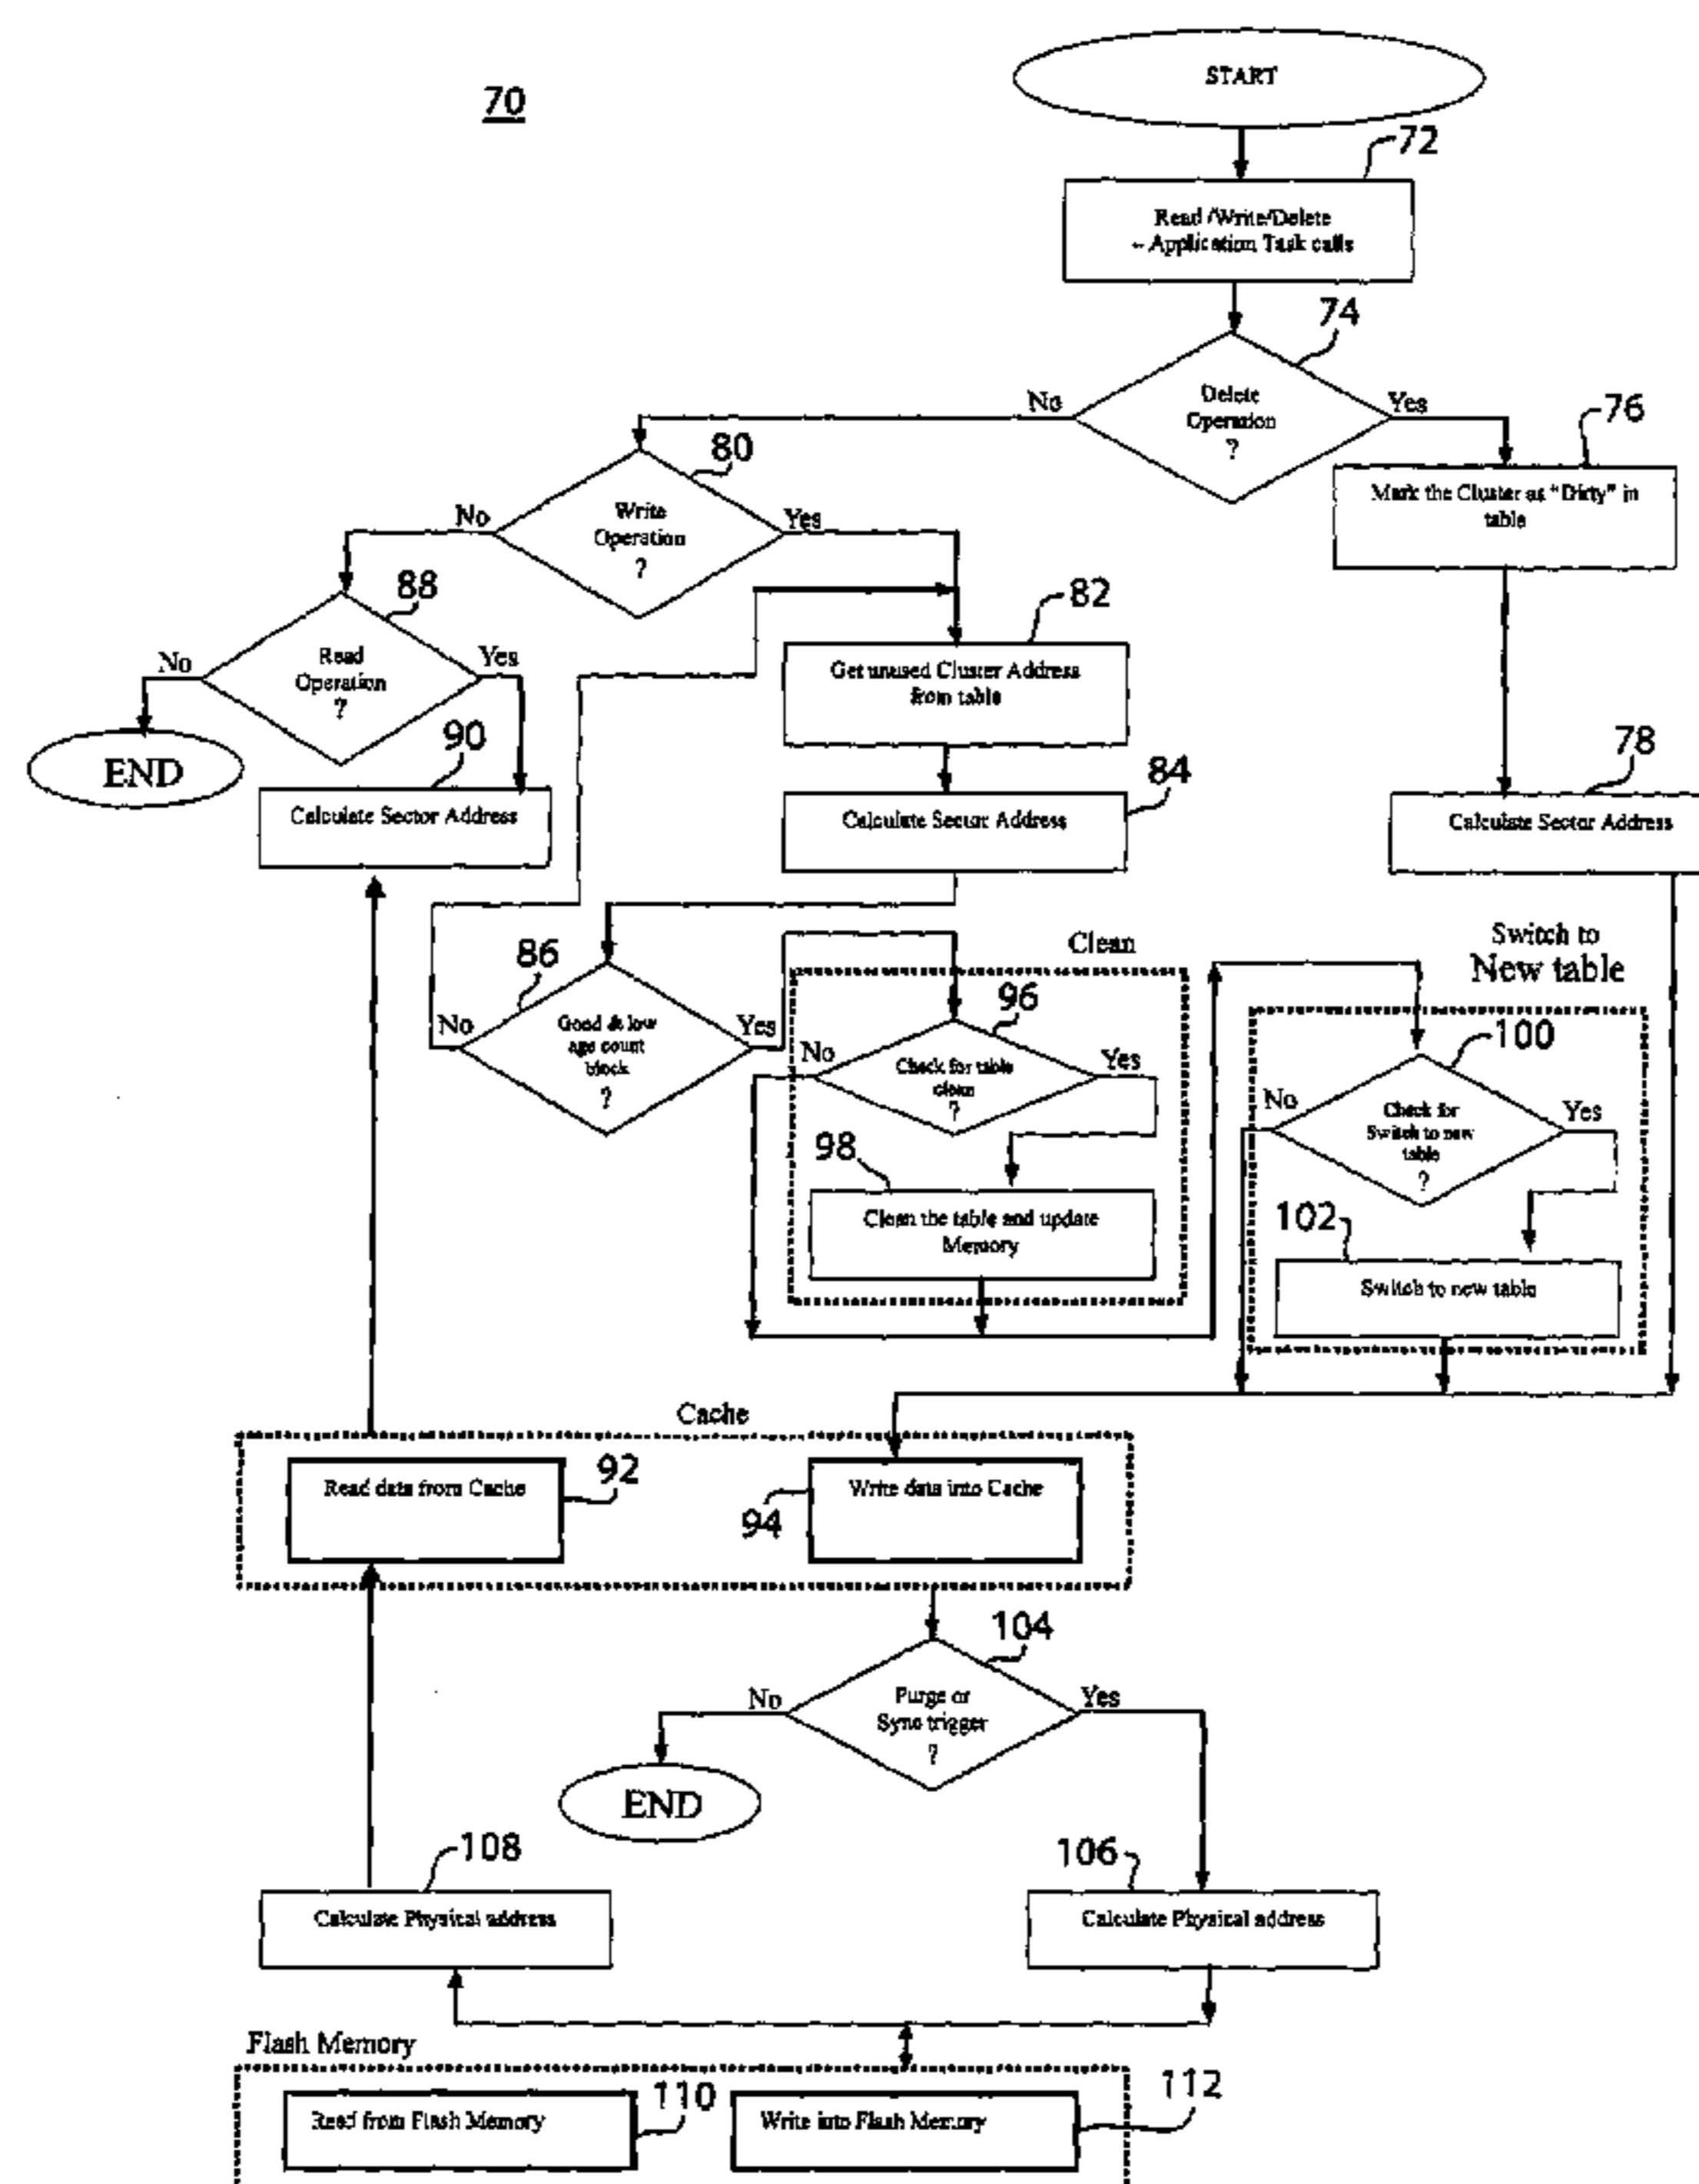 70
START
72
Read /Write/Delete
- Application Task calls
74
Delete
Operation
?
No
Yes
76
Mark the Cluster as "Dirty" in
table
80
Write
Operation
?
No
Yes
88
Read
Operation
?
No
Yes
END
82
Get unused Cluster Address
from table
90
Calculate Sector Address
84
Calculate Sector Address
78
Calculate Sector Address
86
Good & low
age count
block
?
No
Yes
Clean
96
Check for table
clean
?
No
Yes
98
Clean the table and update
Memory
Switch to
New table
100
Check for
Switch to new
table
?
No
Yes
102
Switch to new table
Cache
Read data from Cache
92
94
Write data into Cache
104
Purge or
Sync trigger
?
No
Yes
END
108
Calculate Physical address
106
Calculate Physical address
Flash Memory
110
Read from Flash Memory
112
Write into Flash Memory